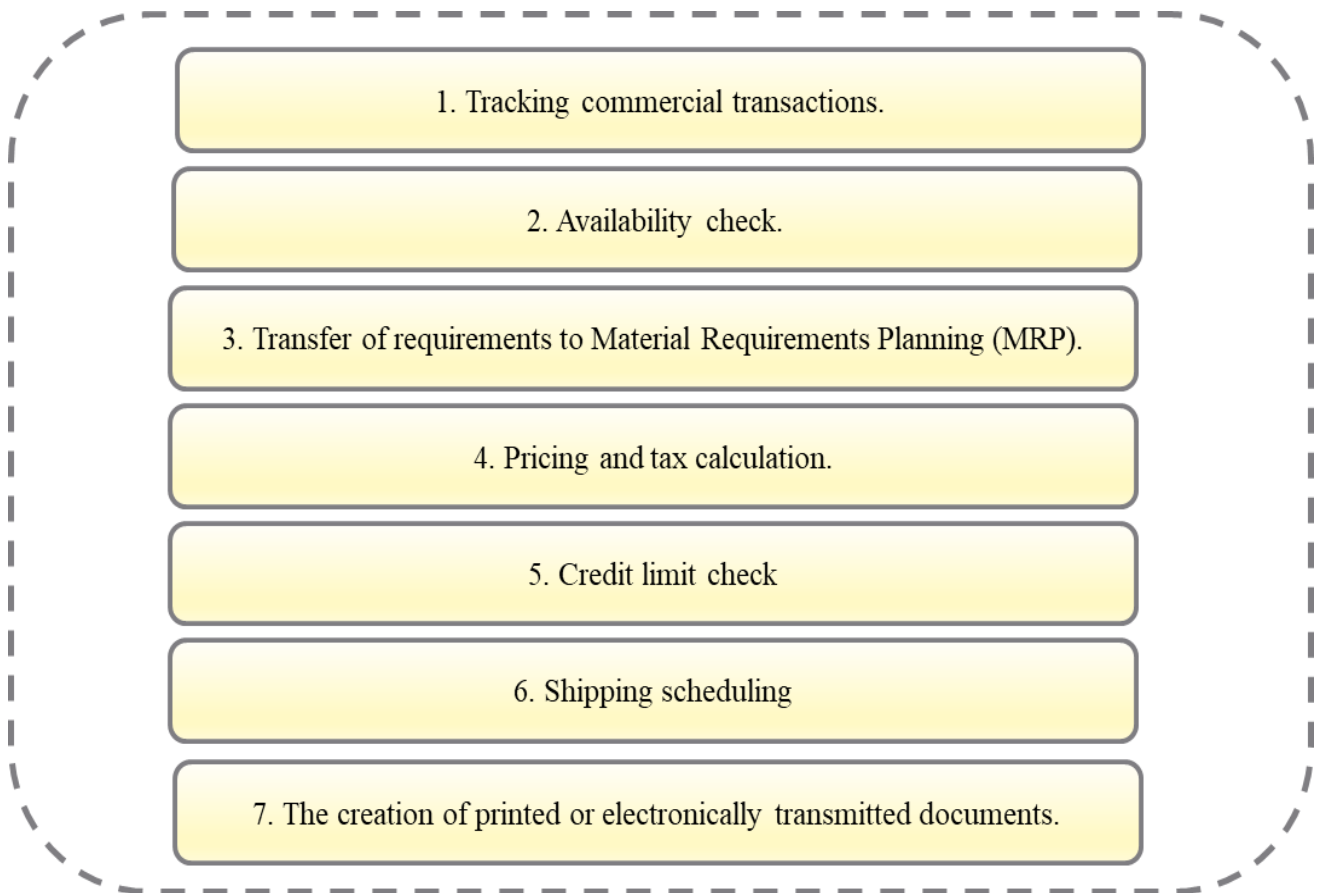 1. Tracking commercial transactions.
2. Availability check.
3. Transfer of requirements to Material Requirements Planning (MRP).
4. Pricing and tax calculation.
5. Credit limit check
6. Shipping scheduling
7. The creation of printed or electronically transmitted documents.